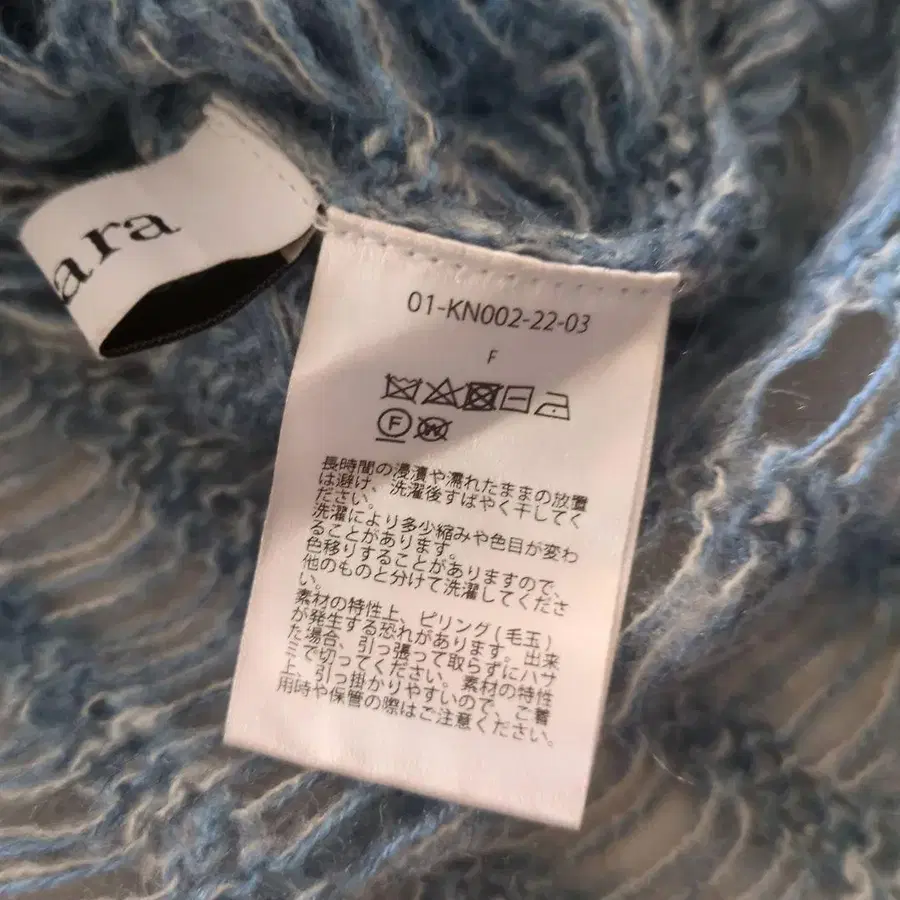 ara
01-KN002-22-03
F
長時間の浸漬や濡れたままの放置
は避け、洗濯後すばやく干してく
ださい。
洗濯により多少縮みや色目が変わ
ることがあります。
色移りすることがありますので、
他のものと分けて洗濯してくださ
い。
素材の特性上、ピリング(毛玉)
が発生する恐れがあります。出来
た場合、引っ張って取らずにハサ
ミで切ってください。素材の特性
上、引っ掛かりやすいので、ご着
用時や保管の際はご注意ください。